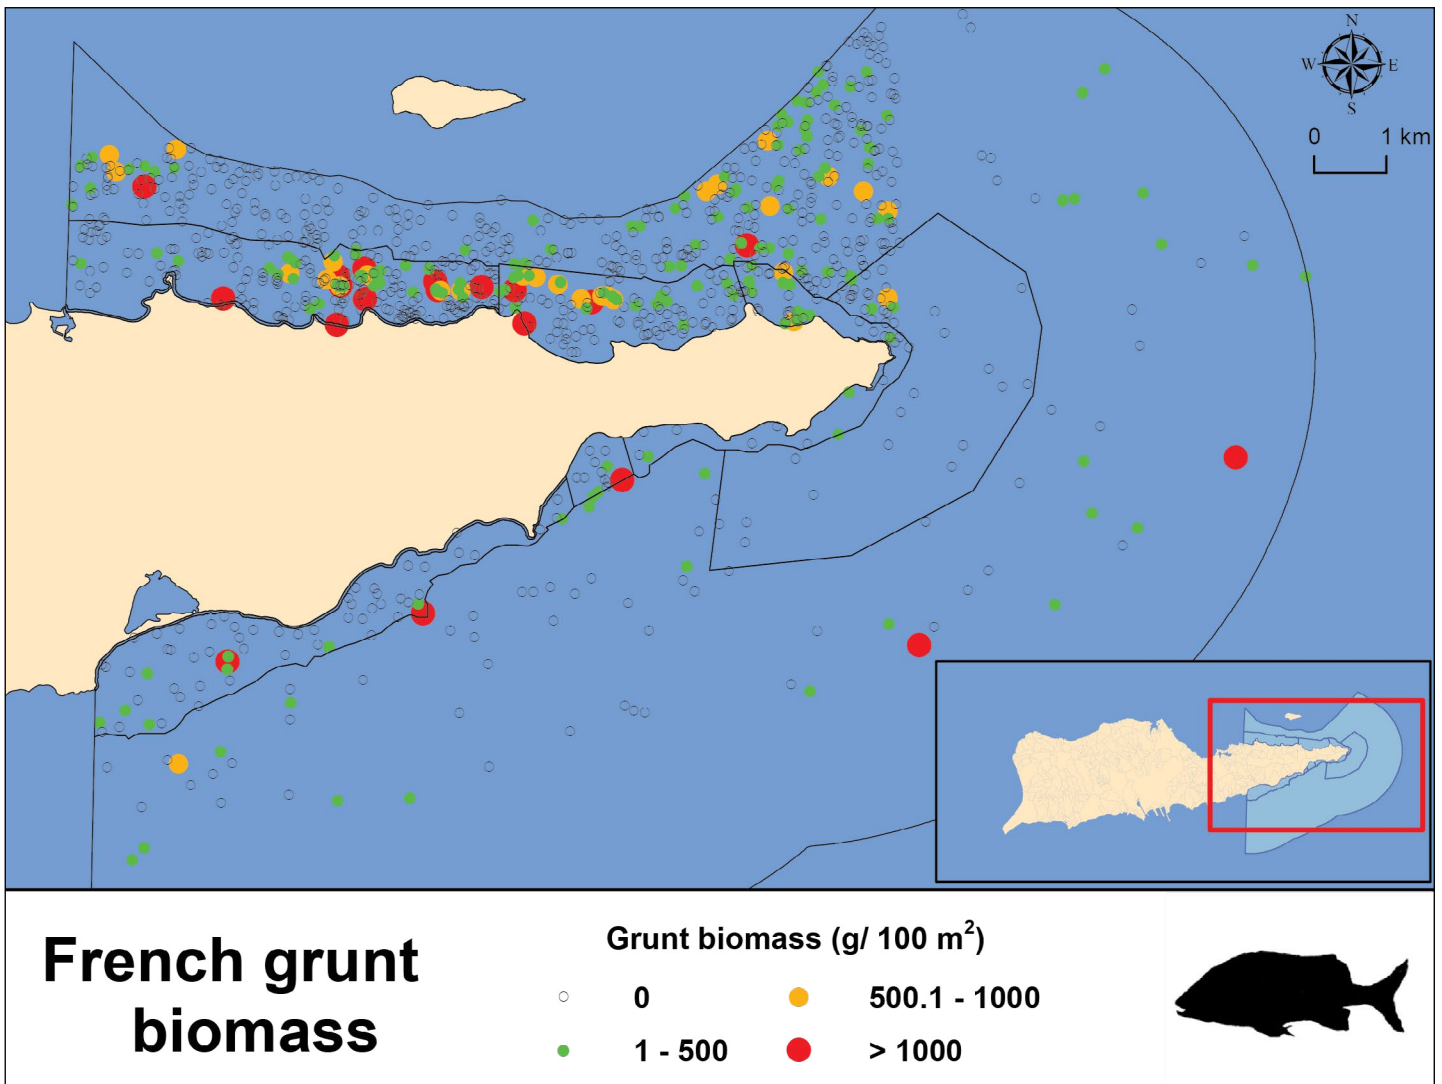 N
W E
S
0 1 km
French grunt
biomass
Grunt biomass (g/ 100 m²)
0
500.1 - 1000
1 - 500
> 1000